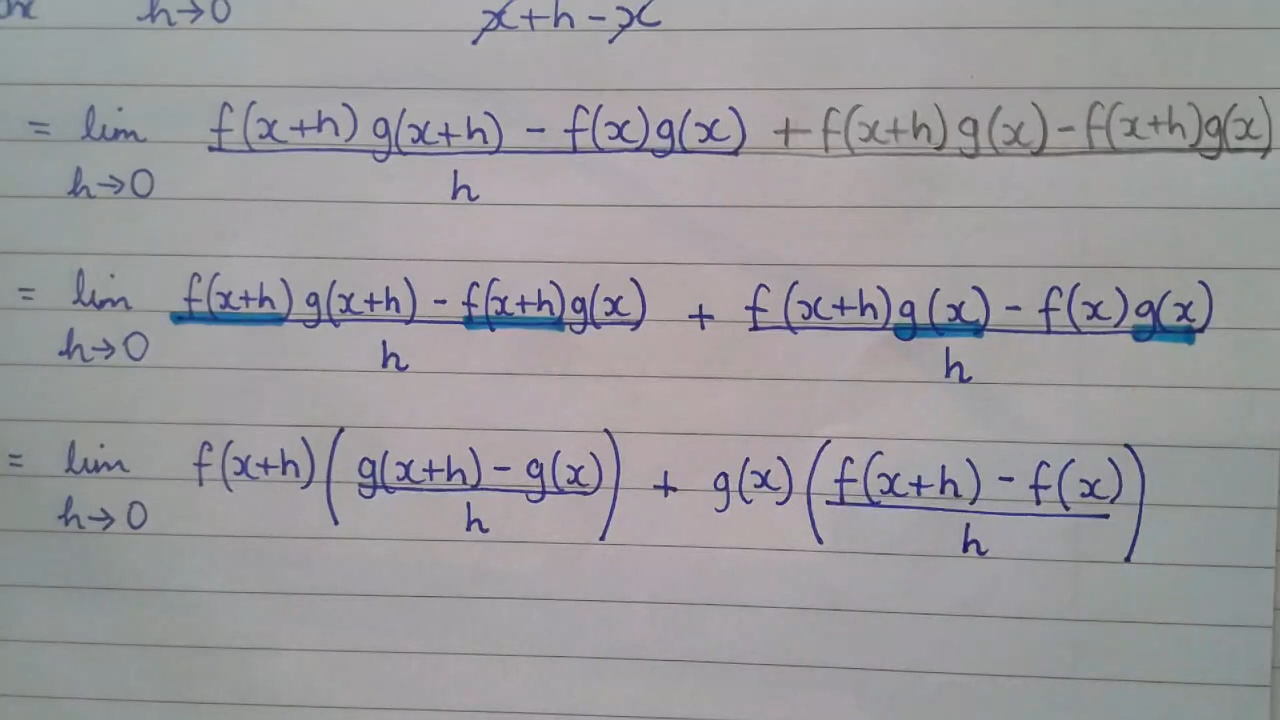 h→0 x+h-x
= lim f(x+h) g(x+h) - f(x)g(x) + f(x+h) g(x) - f(x+h)g(x)
h→0 h
= lim f(x+h) g(x+h) - f(x+h)g(x) + f(x+h)g(x) - f(x)g(x)
h→0 h h
= lim f(x+h) ( g(x+h) - g(x) ) + g(x) ( f(x+h) - f(x) )
h→0 h h